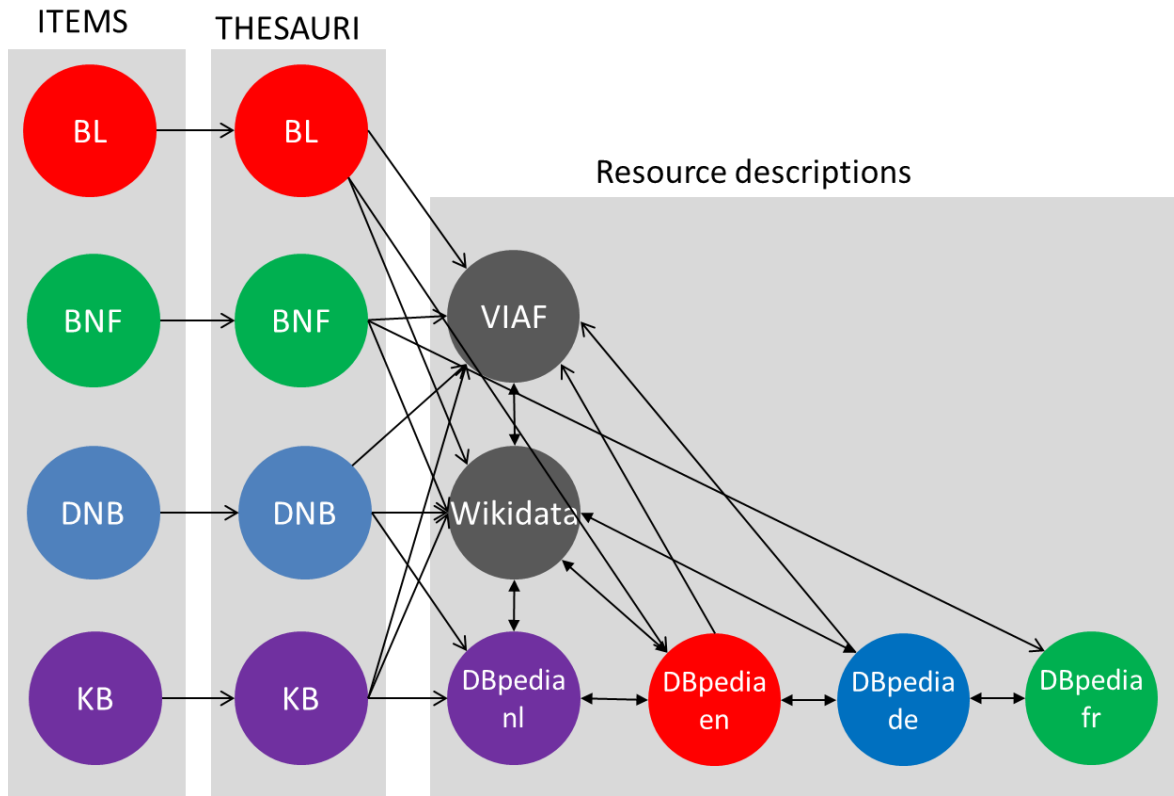 ITEMS
THESAURI
BL
BL
Resource descriptions
BNF
BNF
VIAF
DNB
DNB
Wikidata
KB
KB
DBpedia
nl
DBpedia
en
DBpedia
de
DBpedia
fr